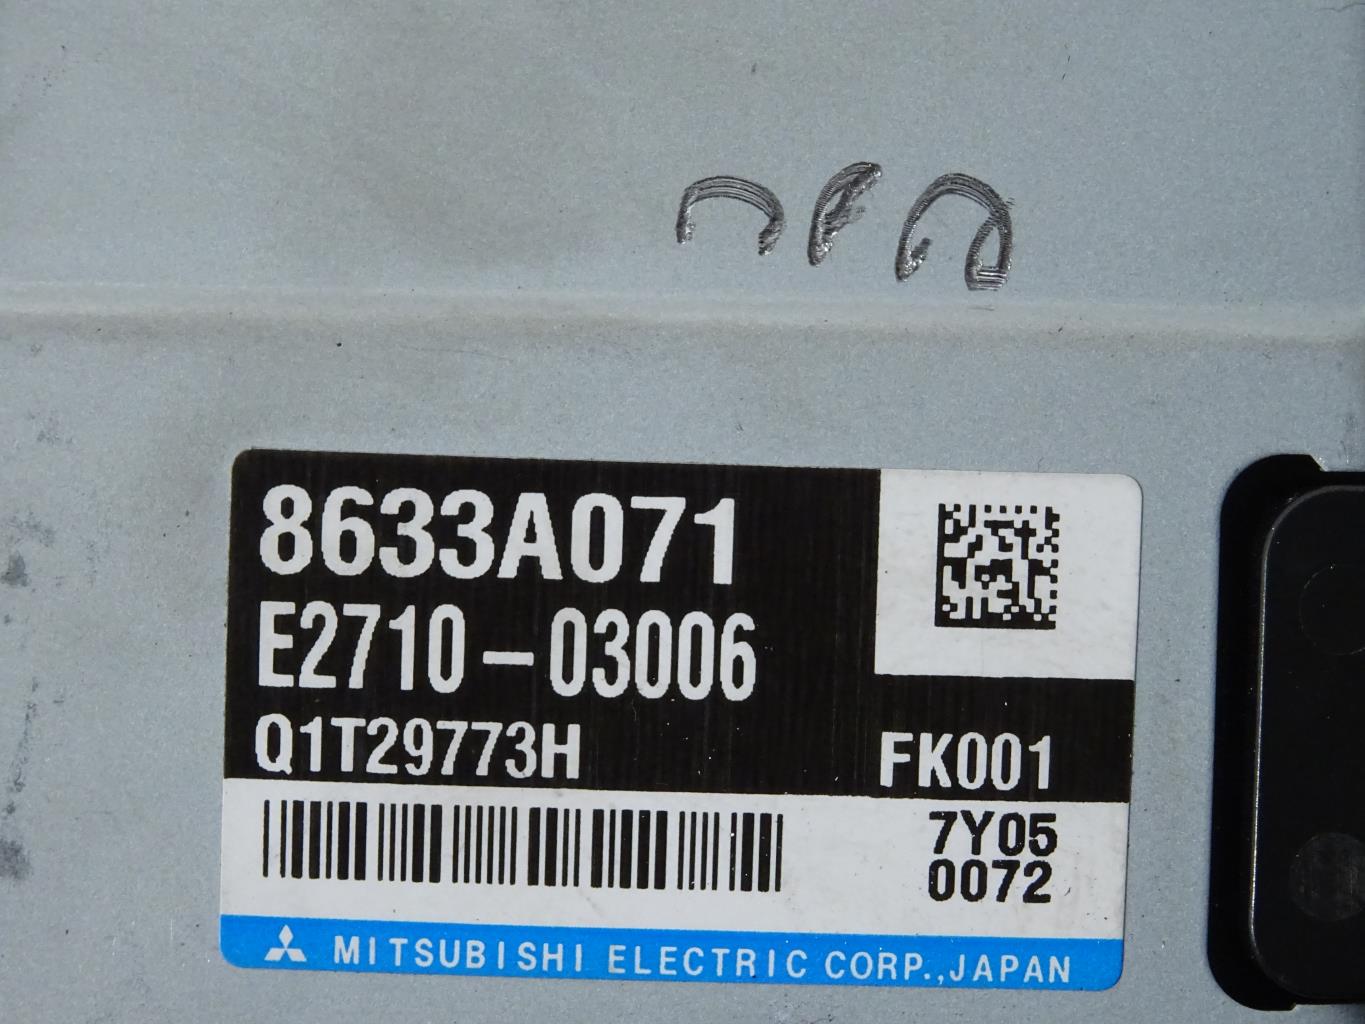 8633A071
E2710-03006
Q1T29773H FK001
7Y05
0072
MITSUBISHI ELECTRIC CORP.,JAPAN